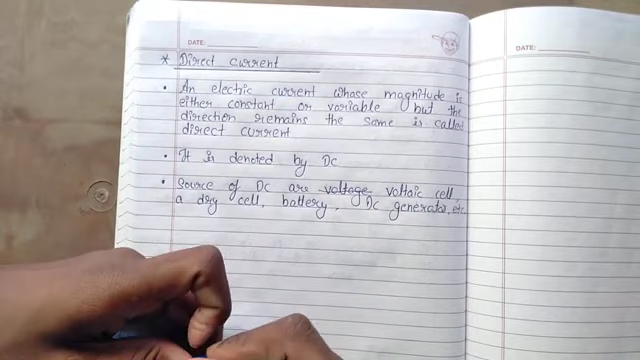 DATE:
DATE:
* Direct current
• An electric current whose magnitude is
either constant or variable but the
direction remains the same is called
direct current
• It is denoted by DC
• Source of DC are voltage voltaic cell,
a dry cell, battery, DC generator, etc.